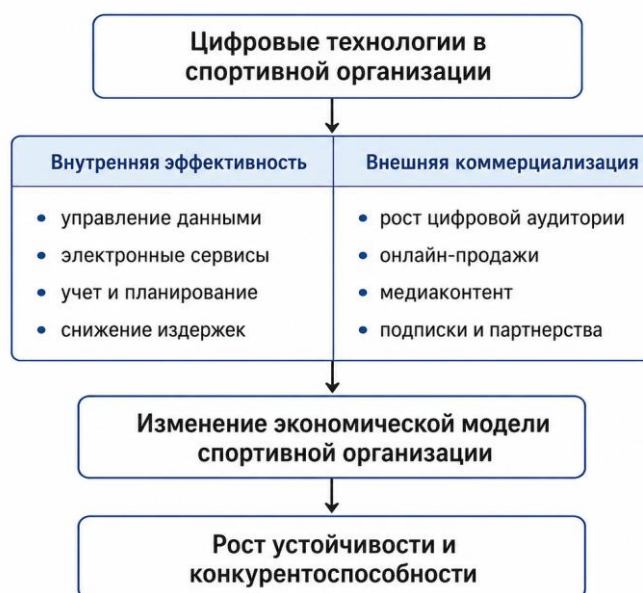 Цифровые технологии в
спортивной организации
Внутренняя эффективность
управление данными
электронные сервисы
учет и планирование
снижение издержек
Внешняя коммерциализация
рост цифровой аудитории
онлайн-продажи
медиаконтент
подписки и партнерства
Изменение экономической модели
спортивной организации
Рост устойчивости и
конкурентоспособности